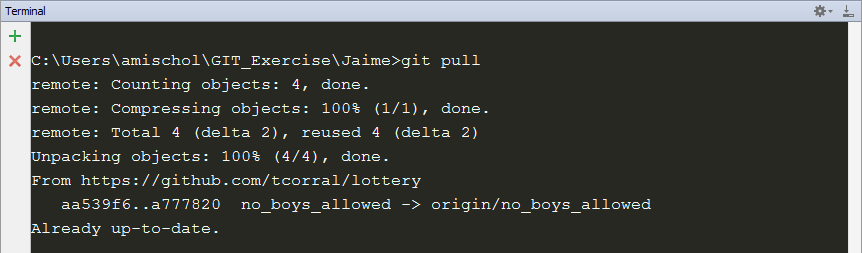 Terminal
C:\Users\amischol\GIT_Exercise\Jaime>git pull
remote: Counting objects: 4, done.
remote: Compressing objects: 100% (1/1), done.
remote: Total 4 (delta 2), reused 4 (delta 2)
Unpacking objects: 100% (4/4), done.
From https://github.com/tcorral/lottery
   aa539f6..a777820  no_boys_allowed -> origin/no_boys_allowed
Already up-to-date.